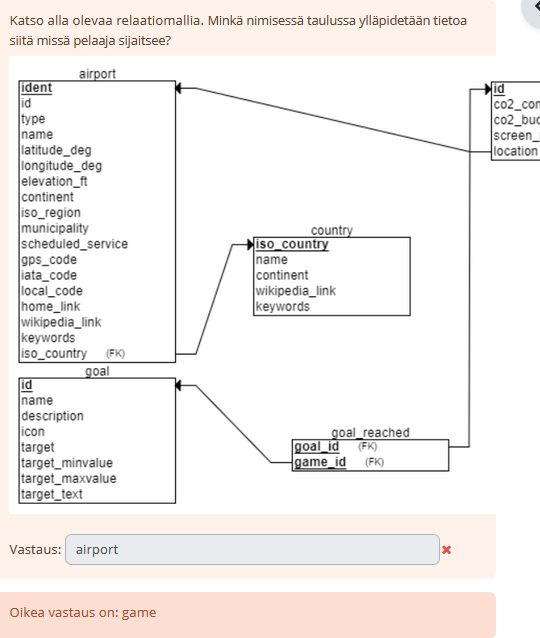 Katso alla olevaa relaatiomallia. Minkä nimisessä taulussa ylläpidetään tietoa
siitä missä pelaaja sijaitsee?
airport
ident
id
type
name
latitude_deg
longitude_deg
elevation_ft
continent
iso_region
municipality
scheduled_service
gps_code
iata_code
local_code
home_link
wikipedia_link
keywords
iso_country (FK)
id
co2_con
co2_buc
screen_
location
country
iso_country
name
continent
wikipedia_link
keywords
goal
id
name
description
icon
target
target_minvalue
target_maxvalue
target_text
goal_reached
goal_id (FK)
game_id (FK)
Vastaus: airport
Oikea vastaus on: game